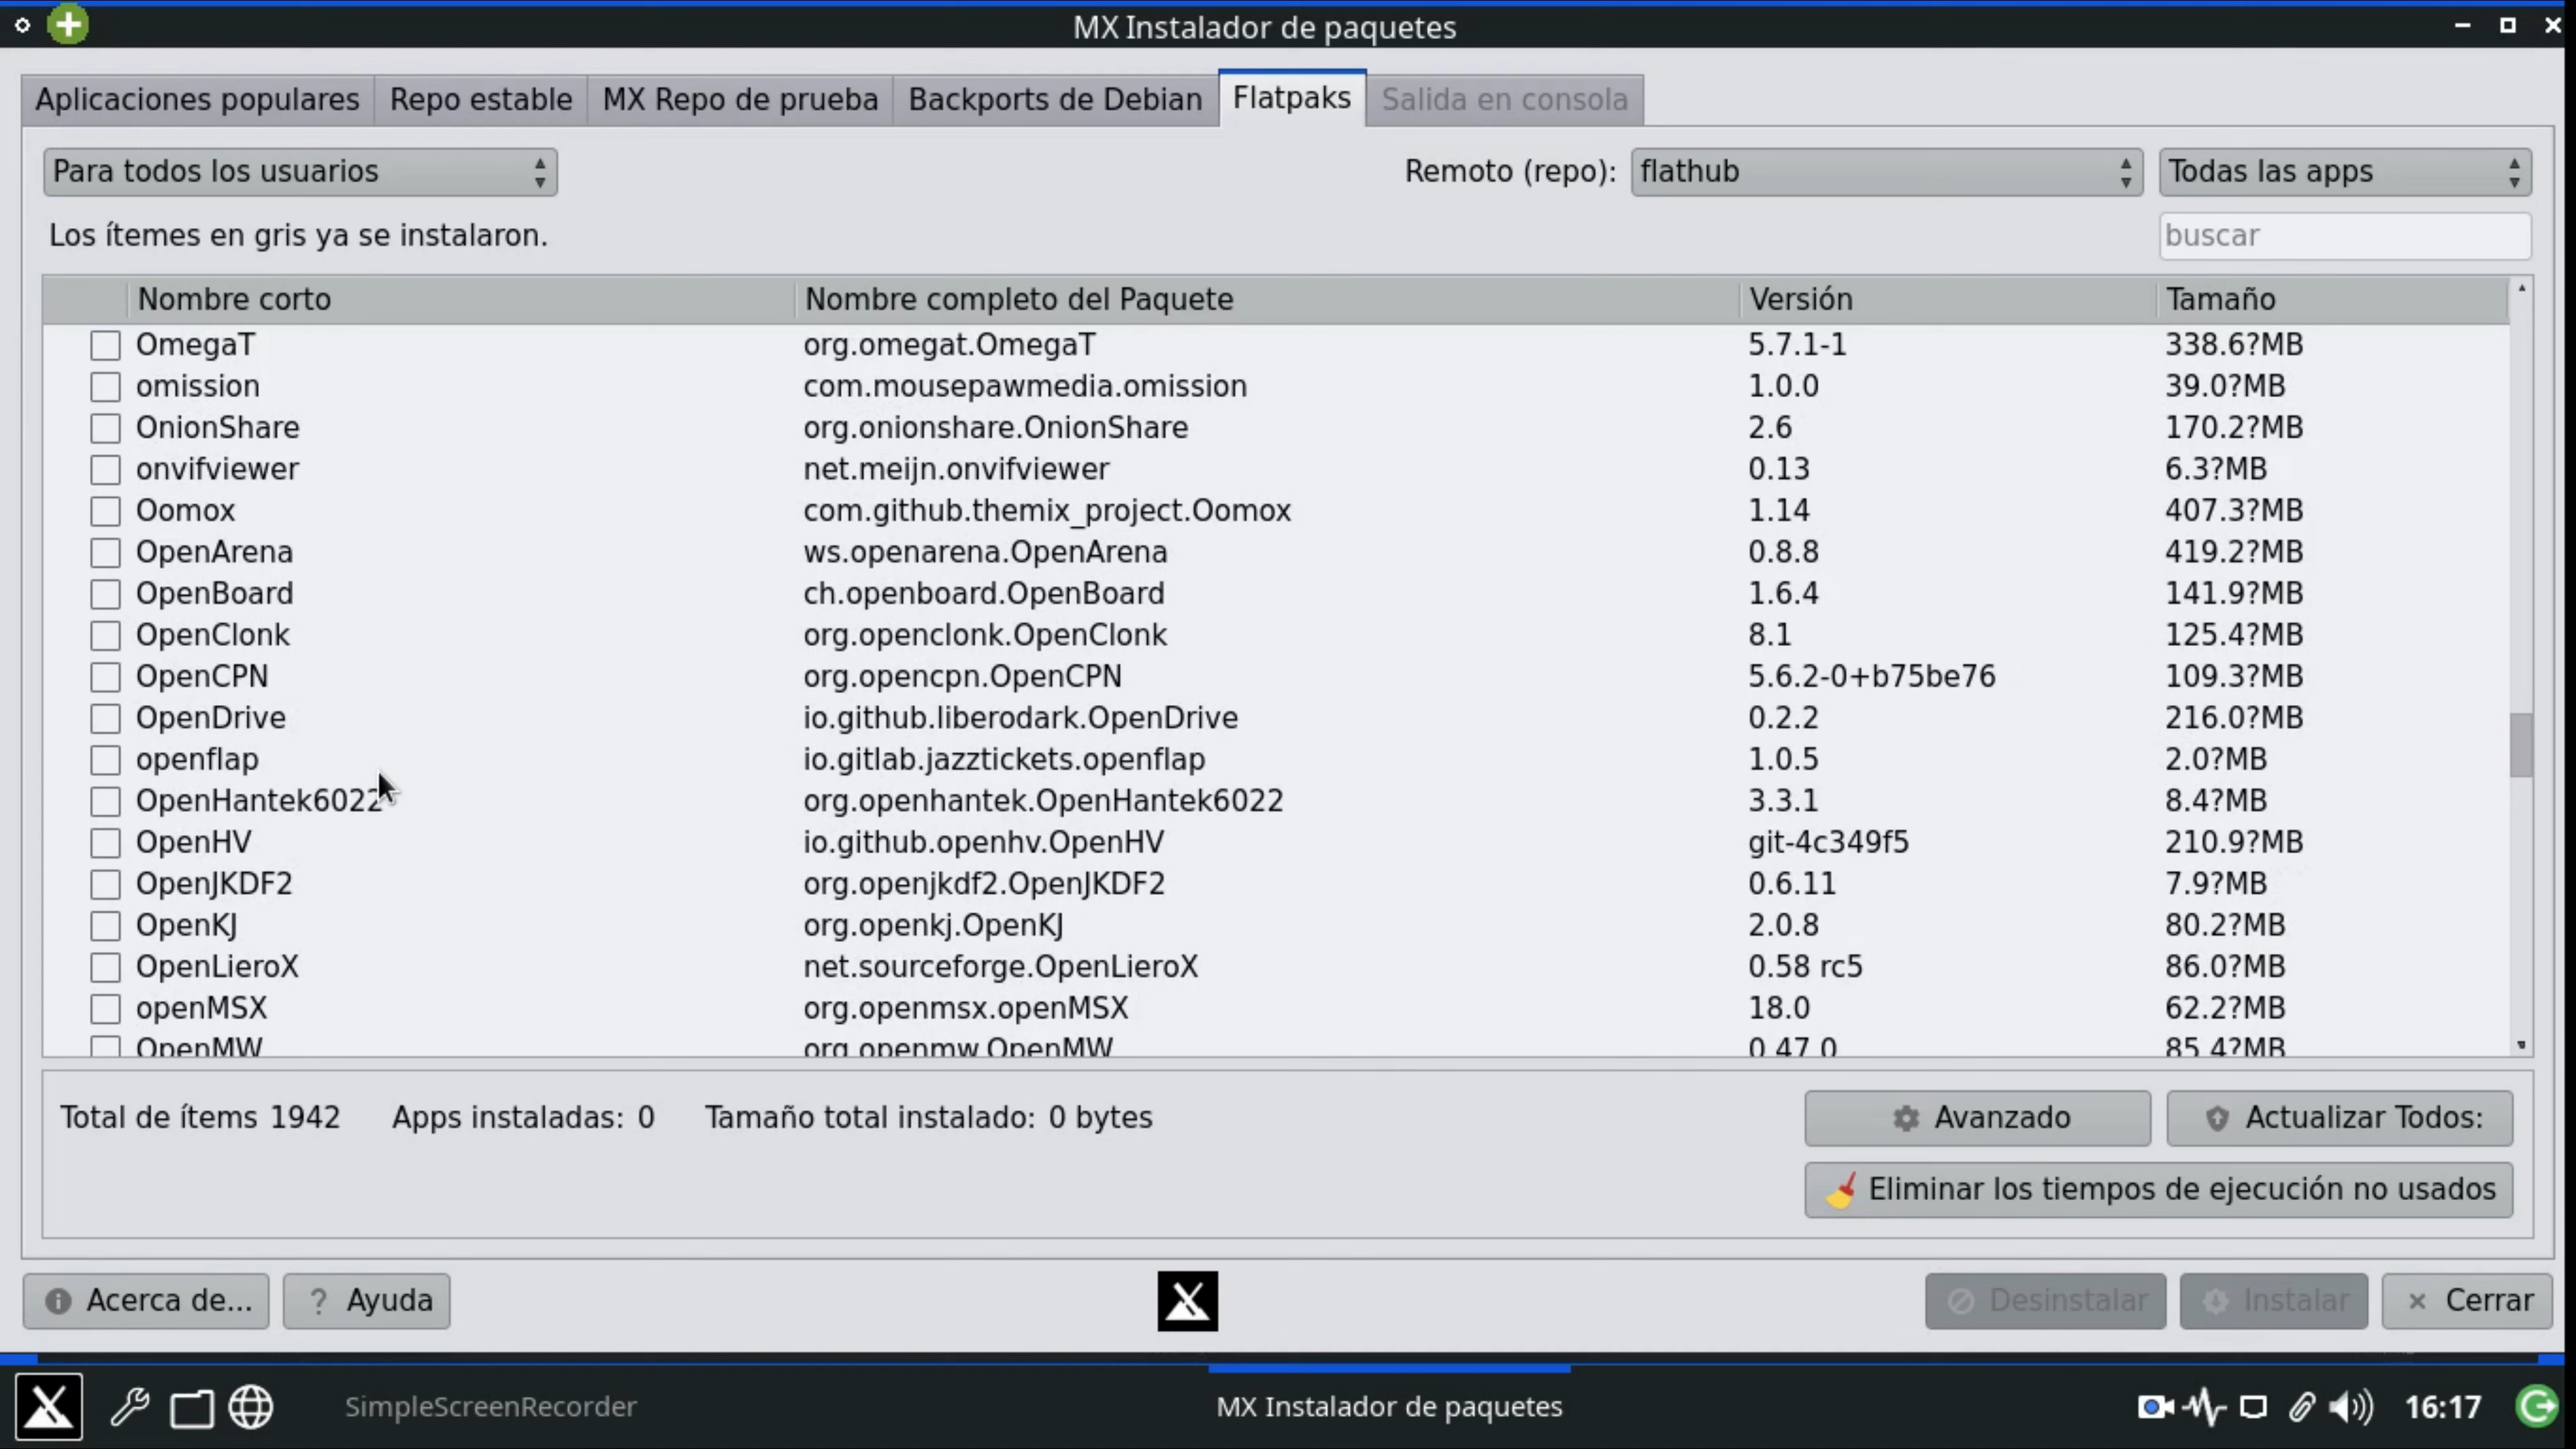 MX Instalador de paquetes
Aplicaciones populares Repo estable MX Repo de prueba Backports de Debian Flatpaks Salida en consola
Para todos los usuarios Remoto (repo): flathub Todas las apps
Los ítemes en gris ya se instalaron. buscar
Nombre corto Nombre completo del Paquete Versión Tamaño
OmegaT org.omegat.OmegaT 5.7.1-1 338.6?MB
omission com.mousepawmedia.omission 1.0.0 39.0?MB
OnionShare org.onionshare.OnionShare 2.6 170.2?MB
onvifviewer net.meijn.onvifviewer 0.13 6.3?MB
Oomox com.github.themix_project.Oomox 1.14 407.3?MB
OpenArena ws.openarena.OpenArena 0.8.8 419.2?MB
OpenBoard ch.openboard.OpenBoard 1.6.4 141.9?MB
OpenClonk org.openclonk.OpenClonk 8.1 125.4?MB
OpenCPN org.opencpn.OpenCPN 5.6.2-0+b75be76 109.3?MB
OpenDrive io.github.liberodark.OpenDrive 0.2.2 216.0?MB
openflap io.gitlab.jazztickets.openflap 1.0.5 2.0?MB
OpenHantek6022 org.openhantek.OpenHantek6022 3.3.1 8.4?MB
OpenHV io.github.openhv.OpenHV git-4c349f5 210.9?MB
OpenJKDF2 org.openjkdf2.OpenJKDF2 0.6.11 7.9?MB
OpenKJ org.openkj.OpenKJ 2.0.8 80.2?MB
OpenLieroX net.sourceforge.OpenLieroX 0.58 rc5 86.0?MB
openMSX org.openmsx.openMSX 18.0 62.2?MB
OpenMW org.openmw.OpenMW 0.47.0 85.4?MB
Total de ítems 1942 Apps instaladas: 0 Tamaño total instalado: 0 bytes Avanzado Actualizar Todos:
Eliminar los tiempos de ejecución no usados
Acerca de... ? Ayuda Desinstalar Instalar Cerrar
SimpleScreenRecorder MX Instalador de paquetes 16:17